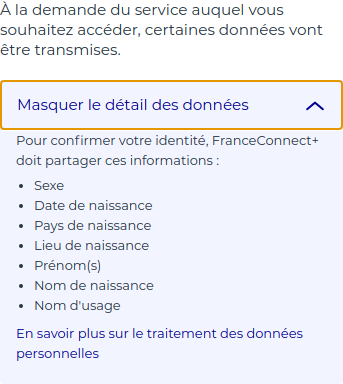 À la demande du service auquel vous
souhaitez accéder, certaines données vont
être transmises.
Masquer le détail des données
Pour confirmer votre identité, FranceConnect+
doit partager ces informations :
• Sexe
• Date de naissance
• Pays de naissance
• Lieu de naissance
• Prénom(s)
• Nom de naissance
• Nom d'usage
En savoir plus sur le traitement des données
personnelles